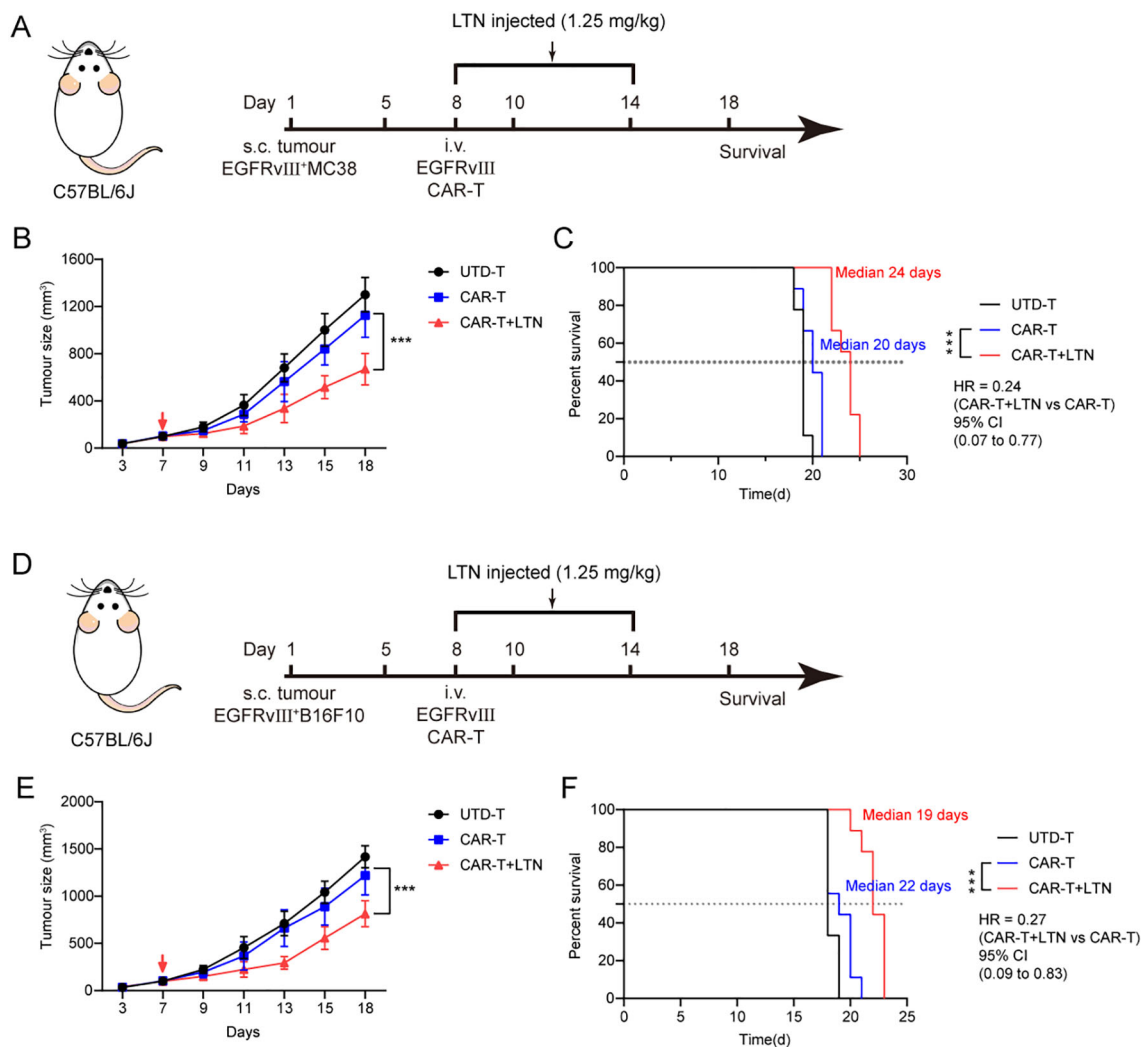 A
LTN injected (1.25 mg/kg)
Day 1 5 8 10 14 18
s.c. tumour
EGFRvIII⁺MC38
i.v.
EGFRvIII
CAR-T
Survival
C57BL/6J
B
Tumour size (mm³)
1600
1200
800
400
0
3 7 9 11 13 15 18
Days
UTD-T
CAR-T
CAR-T+LTN
***
C
Percent survival
100
80
60
40
20
0
0 10 20 30
Time(d)
Median 24 days
Median 20 days
UTD-T
CAR-T
CAR-T+LTN
***
HR = 0.24
(CAR-T+LTN vs CAR-T)
95% CI
(0.07 to 0.77)
D
LTN injected (1.25 mg/kg)
Day 1 5 8 10 14 18
s.c. tumour
EGFRvIII⁺B16F10
i.v.
EGFRvIII
CAR-T
Survival
C57BL/6J
E
Tumour size (mm³)
2000
1500
1000
500
0
3 7 9 11 13 15 18
Days
UTD-T
CAR-T
CAR-T+LTN
***
F
Percent survival
100
80
60
40
20
0
0 5 10 15 20 25
Time(d)
Median 19 days
Median 22 days
UTD-T
CAR-T
CAR-T+LTN
***
HR = 0.27
(CAR-T+LTN vs CAR-T)
95% CI
(0.09 to 0.83)